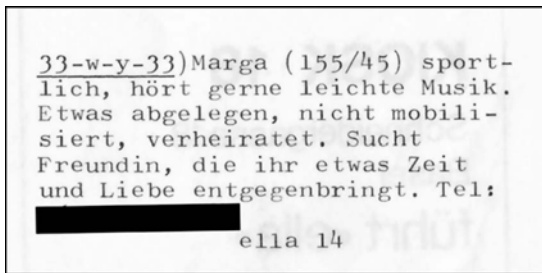 33-w-y-33)Marga (155/45) sport-
lich, hört gerne leichte Musik.
Etwas abgelegen, nicht mobili-
siert, verheiratet. Sucht
Freundin, die ihr etwas Zeit
und Liebe entgegenbringt. Tel:
ella 14